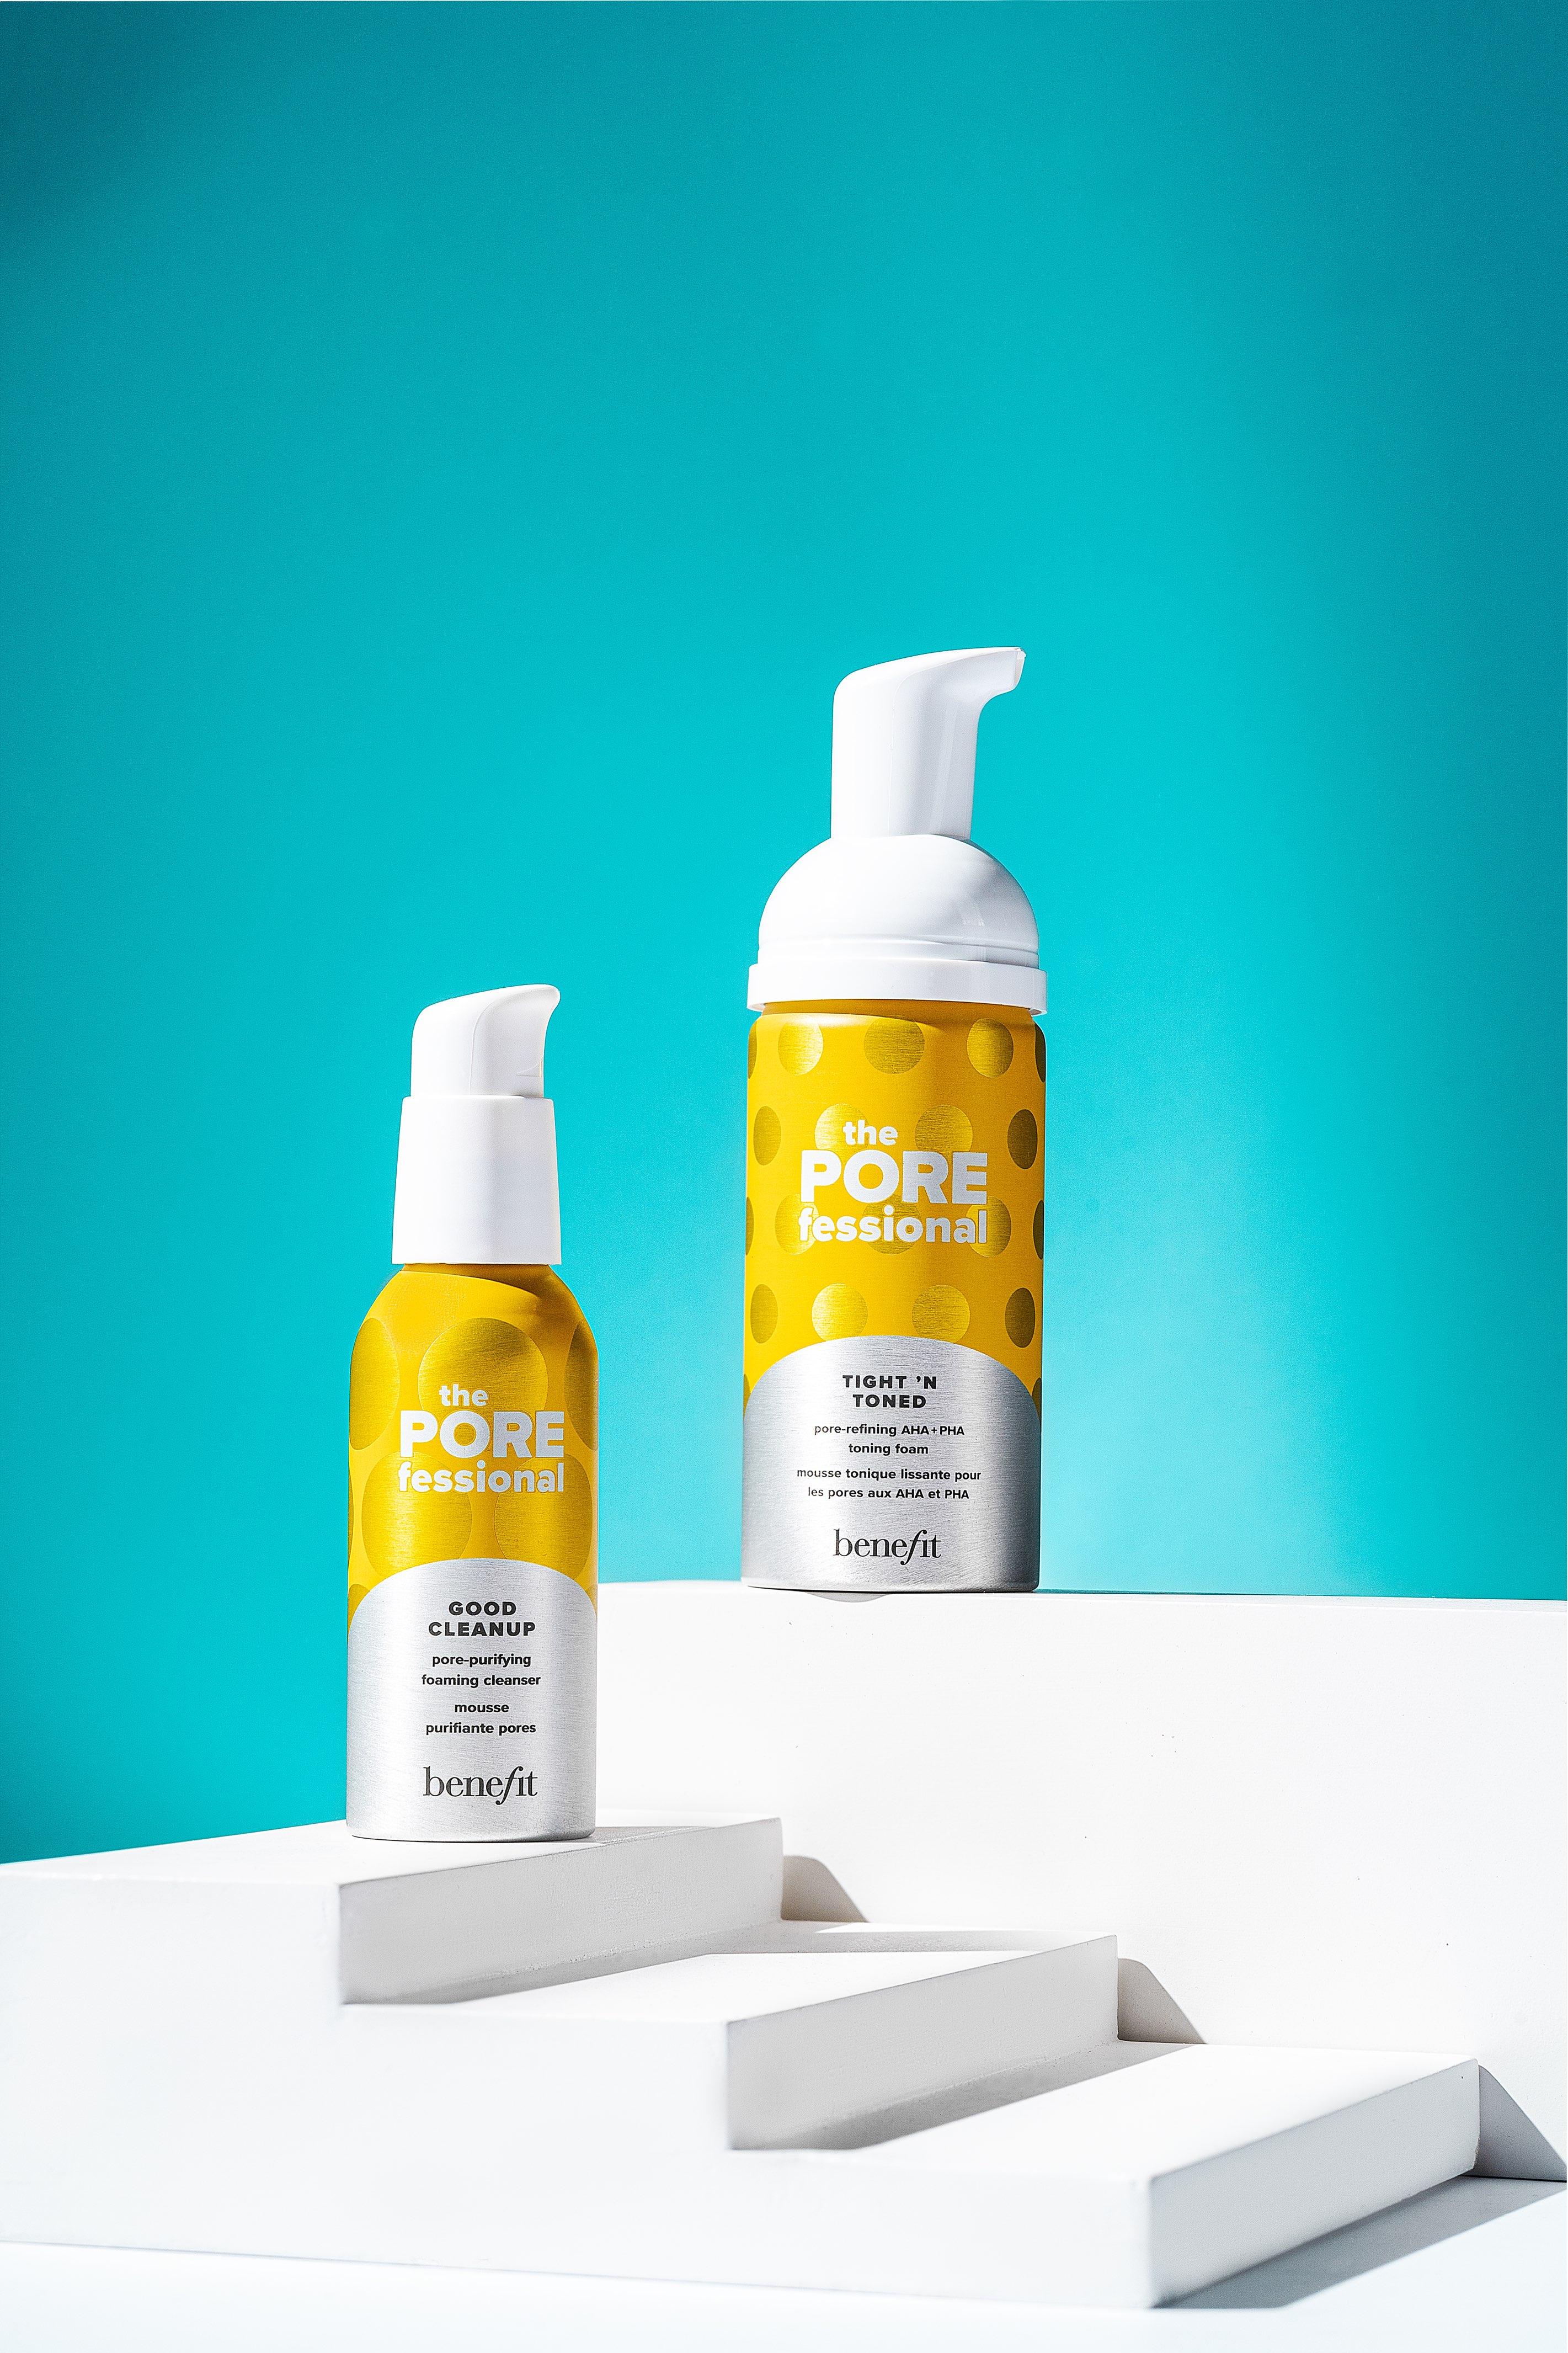 the
PORE
fessional
GOOD
CLEANUP
pore-purifying
foaming cleanser
mousse
purifiante pores
benefit
the
PORE
fessional
TIGHT 'N
TONED
pore-refining AHA+PHA
toning foam
mousse tonique lissante pour
les pores aux AHA et PHA
benefit